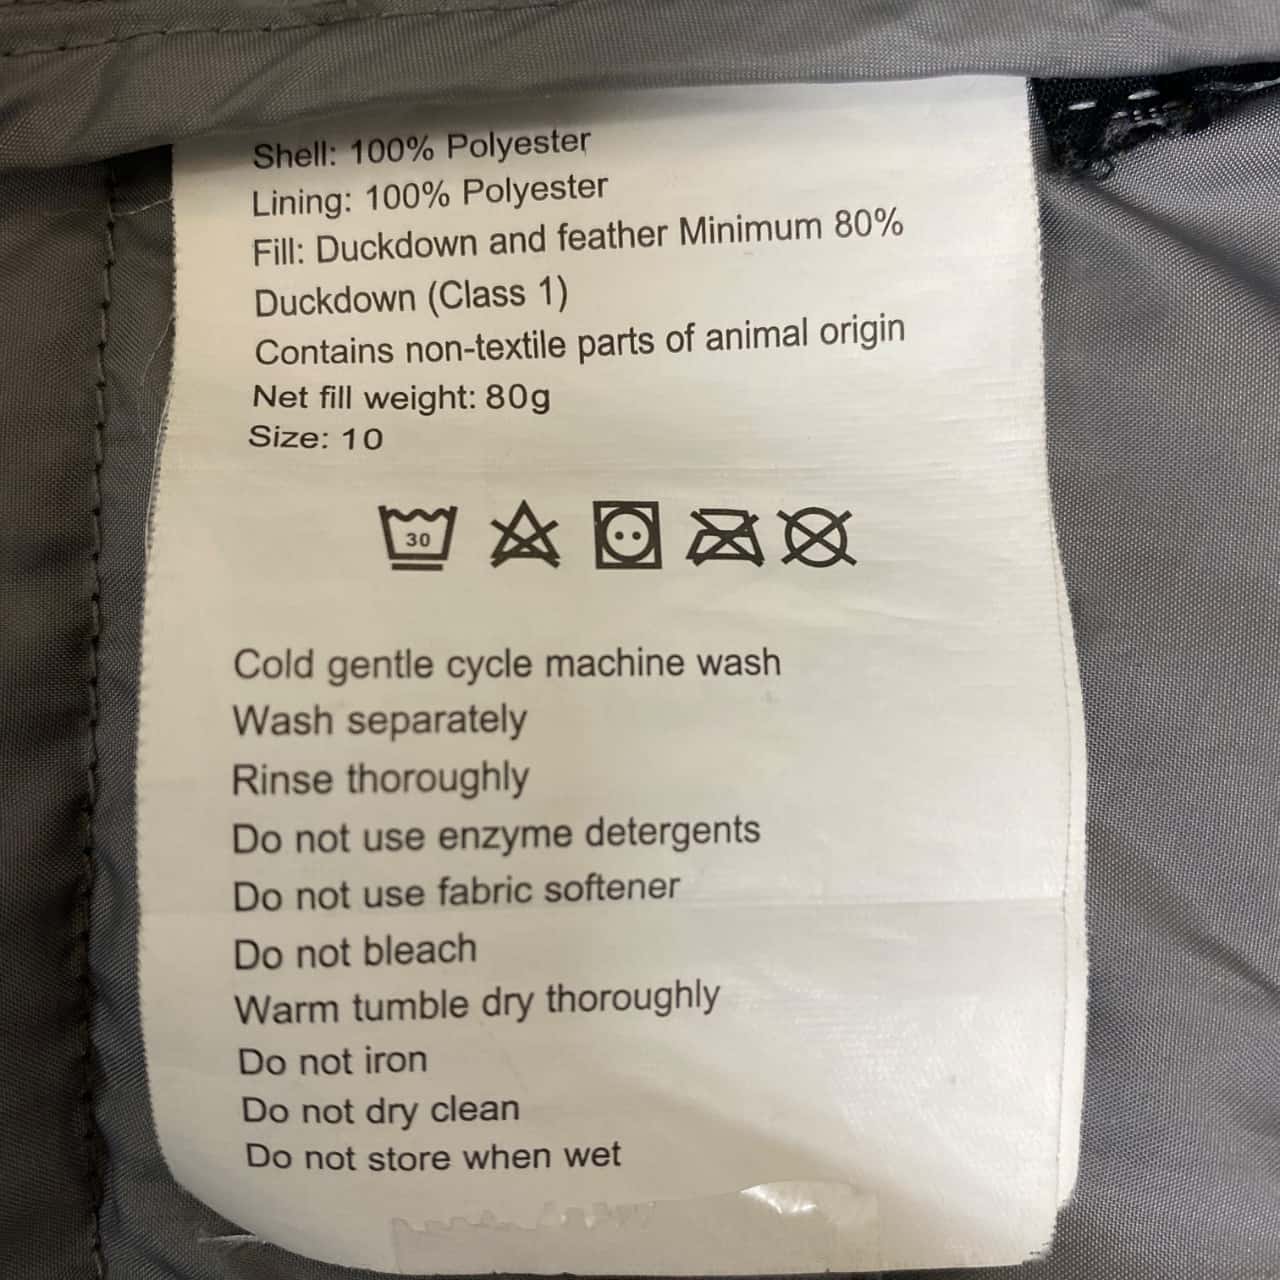 Shell: 100% Polyester
Lining: 100% Polyester
Fill: Duckdown and feather Minimum 80%
Duckdown (Class 1)
Contains non-textile parts of animal origin
Net fill weight: 80g
Size: 10
30
Cold gentle cycle machine wash
Wash separately
Rinse thoroughly
Do not use enzyme detergents
Do not use fabric softener
Do not bleach
Warm tumble dry thoroughly
Do not iron
Do not dry clean
Do not store when wet